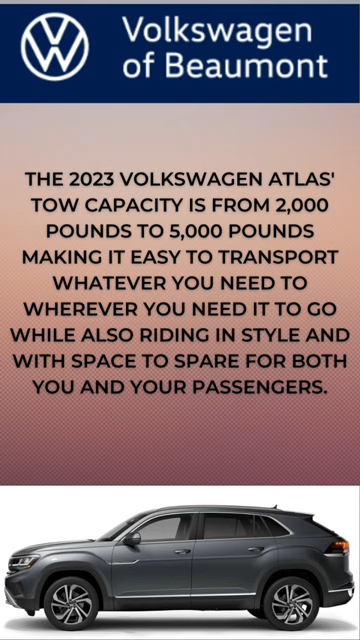 Volkswagen
of Beaumont
THE 2023 VOLKSWAGEN ATLAS'
TOW CAPACITY IS FROM 2,000
POUNDS TO 5,000 POUNDS
MAKING IT EASY TO TRANSPORT
WHATEVER YOU NEED TO
WHEREVER YOU NEED IT TO GO
WHILE ALSO RIDING IN STYLE AND
WITH SPACE TO SPARE FOR BOTH
YOU AND YOUR PASSENGERS.